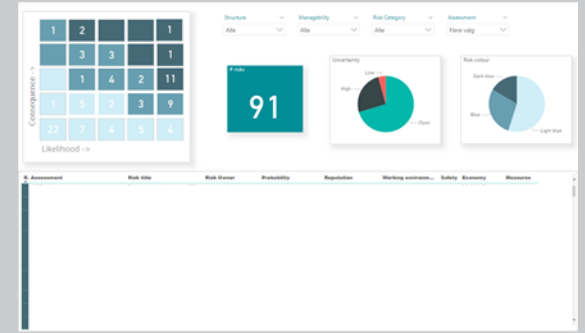 Structure Manageability Risk Category Assessment
Alle Alle Alle Flere valg
1 2 1
3 3 1
1 4 2 11
1 5 2 3 9
22 7 4 5 4
Consequence ->
Likelihood ->
# risks
91
Uncertainty
Low
High
Risk colour
Dark blue
Blue
Light blue
Assessment Risk title Risk Owner Probability Reputation Working environm... Safety Economy Measures